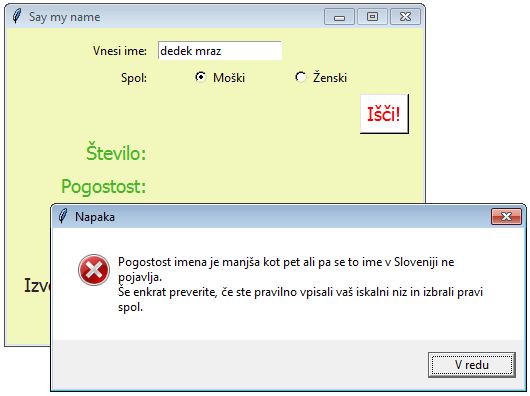 Say my name
Vnesi ime: dedek mraz
Spol: Moški Ženski
Išči!
Število:
Pogostost:
Napaka
Pogostost imena je manjša kot pet ali pa se to ime v Sloveniji ne
pojavlja.
Še enkrat preverite, če ste pravilno vpisali vaš iskalni niz in izbrali pravi
spol.
V redu